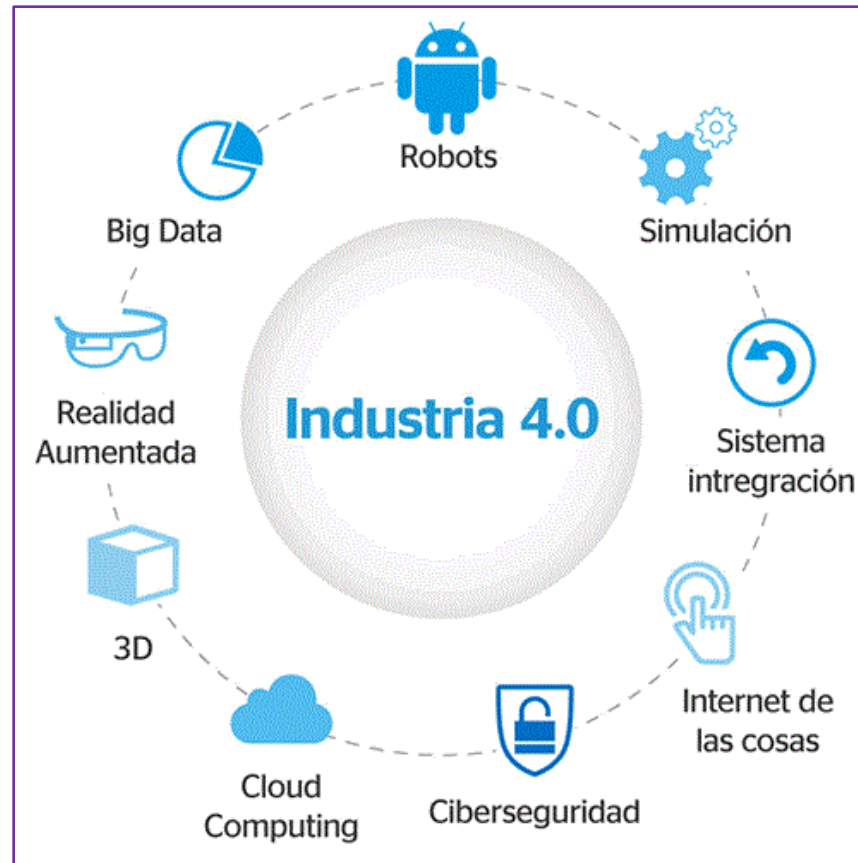 Robots
Simulación
Sistema
intregración
Internet de
las cosas
Ciberseguridad
Cloud
Computing
3D
Realidad
Aumentada
Big Data
Industria 4.0